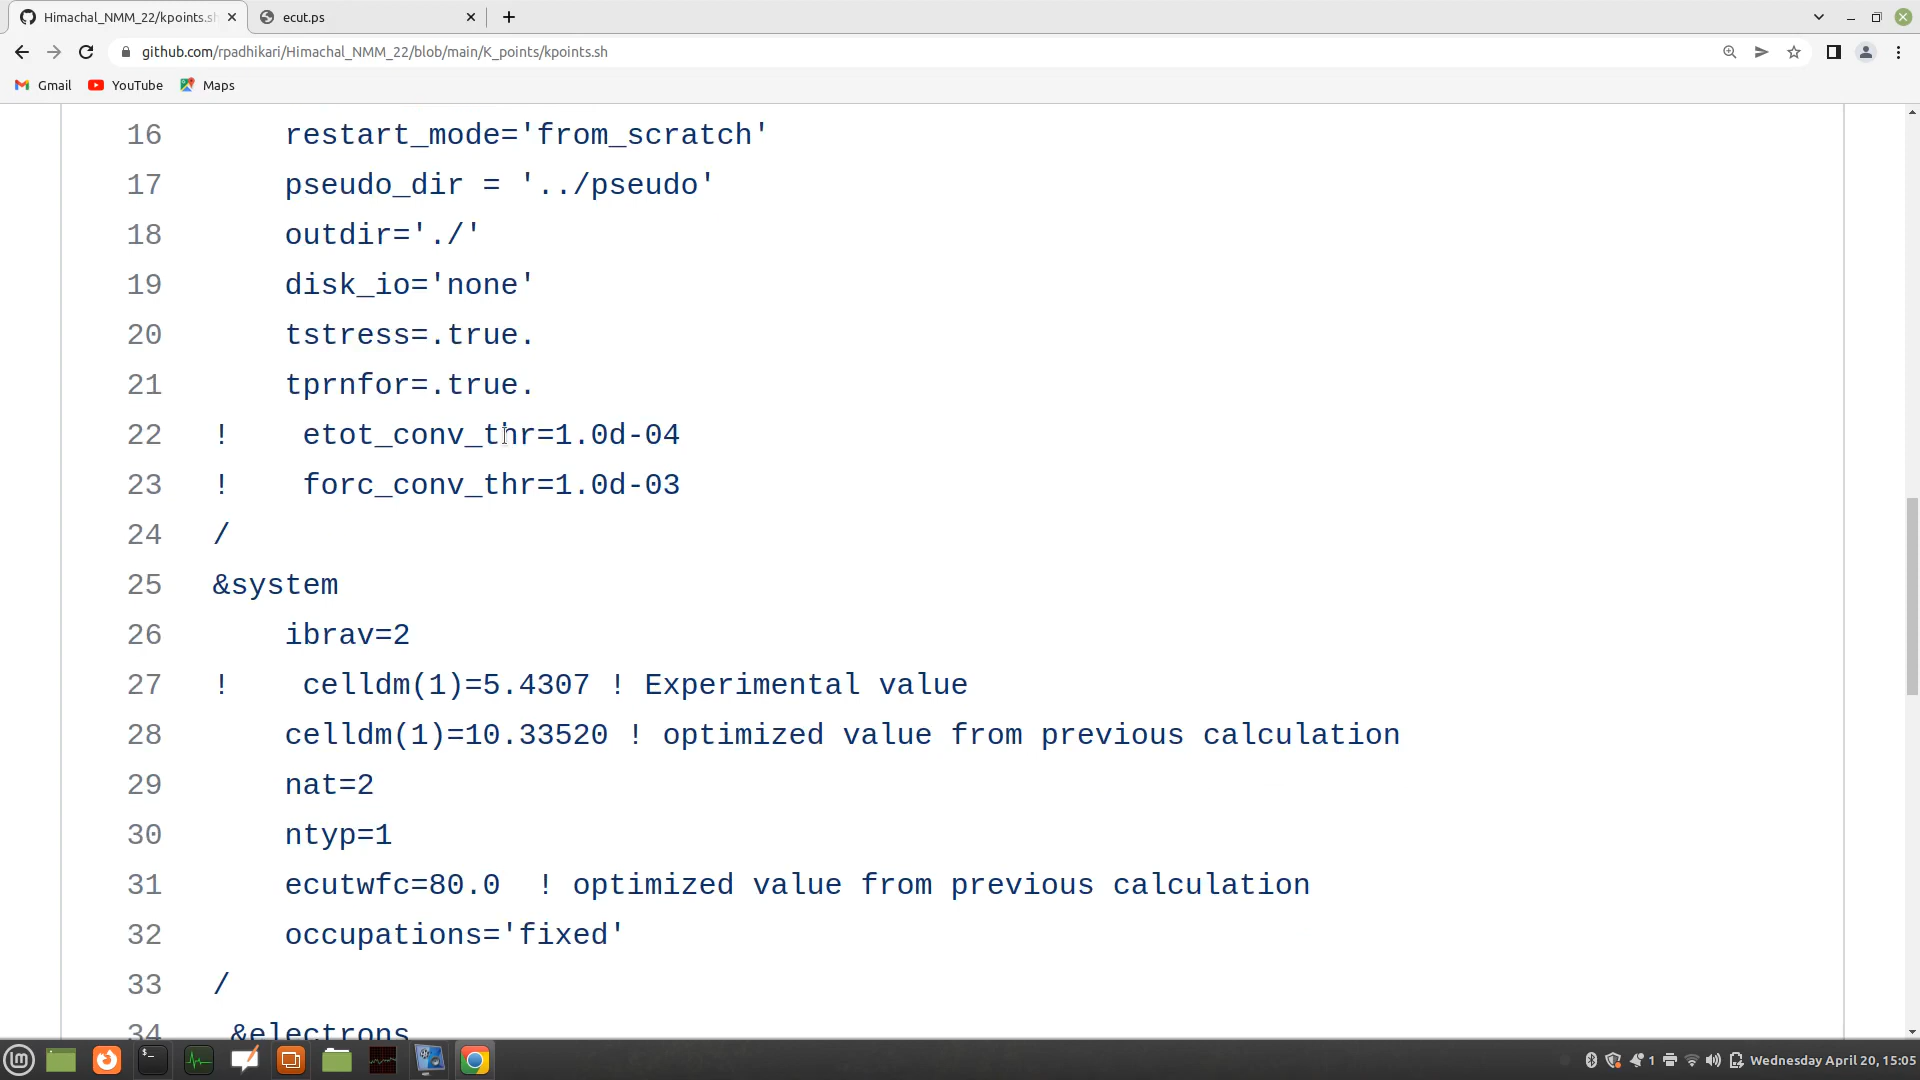 Himachal_NMM_22/kpoints.sh
ecut.ps
github.com/rpadhikari/Himachal_NMM_22/blob/main/K_points/kpoints.sh
Gmail
YouTube
Maps
16 restart_mode='from_scratch'
17 pseudo_dir = '../pseudo'
18 outdir='./'
19 disk_io='none'
20 tstress=.true.
21 tprnfor=.true.
22 ! etot_conv_thr=1.0d-04
23 ! forc_conv_thr=1.0d-03
24 /
25 &system
26 ibrav=2
27 ! celldm(1)=5.4307 ! Experimental value
28 celldm(1)=10.33520 ! optimized value from previous calculation
29 nat=2
30 ntyp=1
31 ecutwfc=80.0  ! optimized value from previous calculation
32 occupations='fixed'
33 /
34 &electrons
1 Wednesday April 20, 15:05